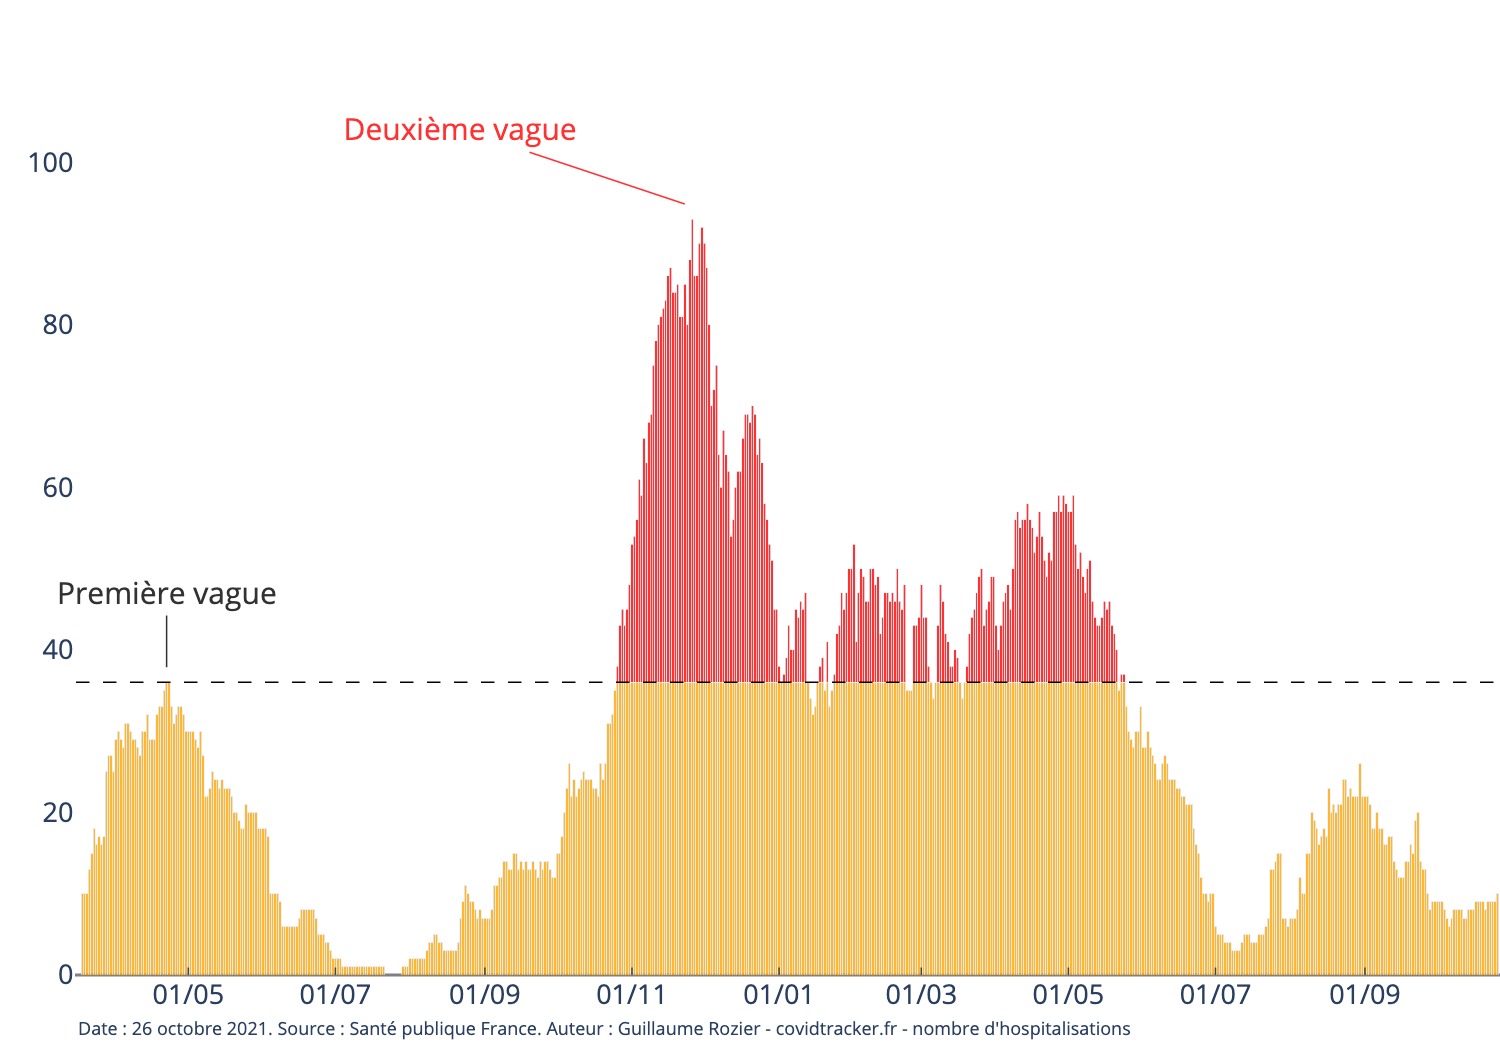 Deuxième vague
100
80
60
Première vague
40
20
0
01/05 01/07 01/09 01/11 01/01 01/03 01/05 01/07 01/09
Date : 26 octobre 2021. Source : Santé publique France. Auteur : Guillaume Rozier - covidtracker.fr - nombre d'hospitalisations